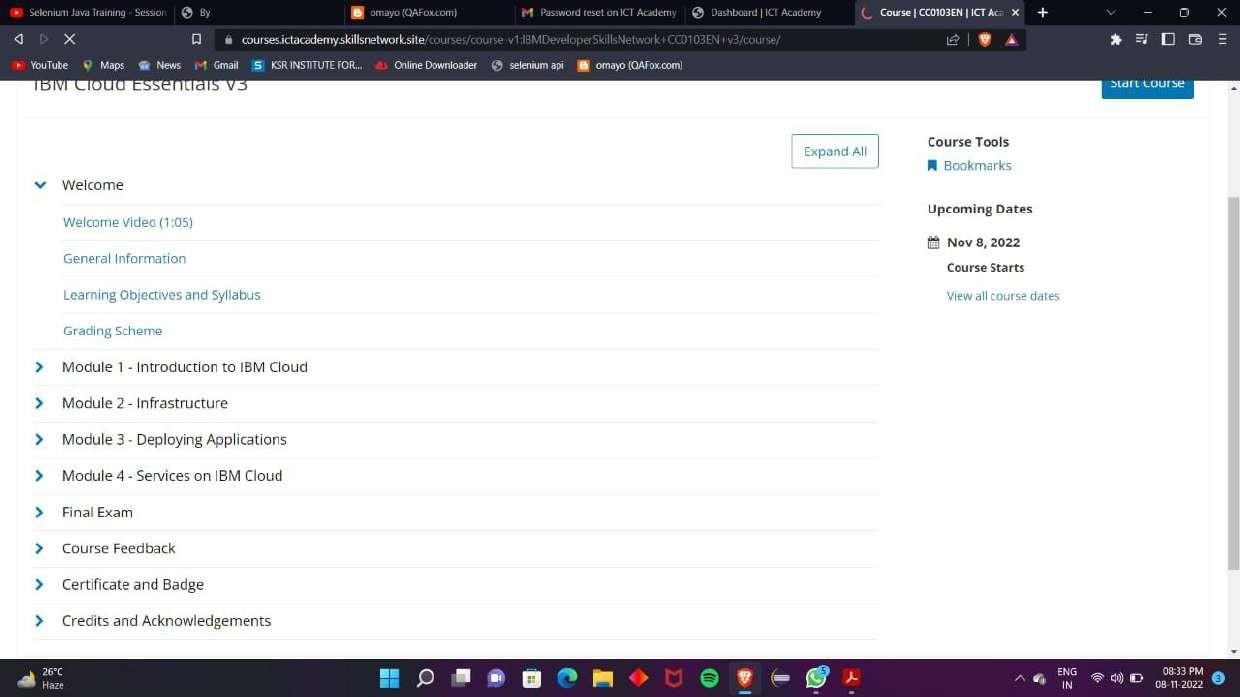 Selenium Java Training - Session
By
omayo (QAFox.com)
Password reset on ICT Academy
Dashboard | ICT Academy
Course | CC0103EN | ICT Aca
courses.ictacademy.skillsnetwork.site/courses/course-v1:IBMDeveloperSkillsNetwork+CC0103EN+v3/course/
YouTube Maps News Gmail KSR INSTITUTE FOR... Online Downloader selenium api omayo (QAFox.com)
IBM Cloud Essentials V3
Start Course
Expand All
Welcome
Welcome Video (1:05)
General Information
Learning Objectives and Syllabus
Grading Scheme
Module 1 - Introduction to IBM Cloud
Module 2 - Infrastructure
Module 3 - Deploying Applications
Module 4 - Services on IBM Cloud
Final Exam
Course Feedback
Certificate and Badge
Credits and Acknowledgements
Course Tools
Bookmarks
Upcoming Dates
Nov 8, 2022
Course Starts
View all course dates
26°C
Haze
5
ENG
IN
08:33 PM
08-11-2022
3